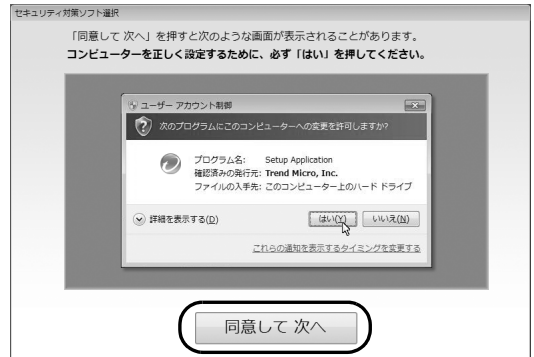 セキュリティ対策ソフト選択
「同意して 次へ」を押すと次のような画面が表示されることがあります。
コンピューターを正しく設定するために、必ず「はい」を押してください。
ユーザー アカウント制御
次のプログラムにこのコンピューターへの変更を許可しますか?
プログラム名: Setup Application
確認済みの発行元: Trend Micro, Inc.
ファイルの入手先: このコンピューター上のハード ドライブ
詳細を表示する(D) はい(Y) いいえ(N)
これらの通知を表示するタイミングを変更する
同意して 次へ